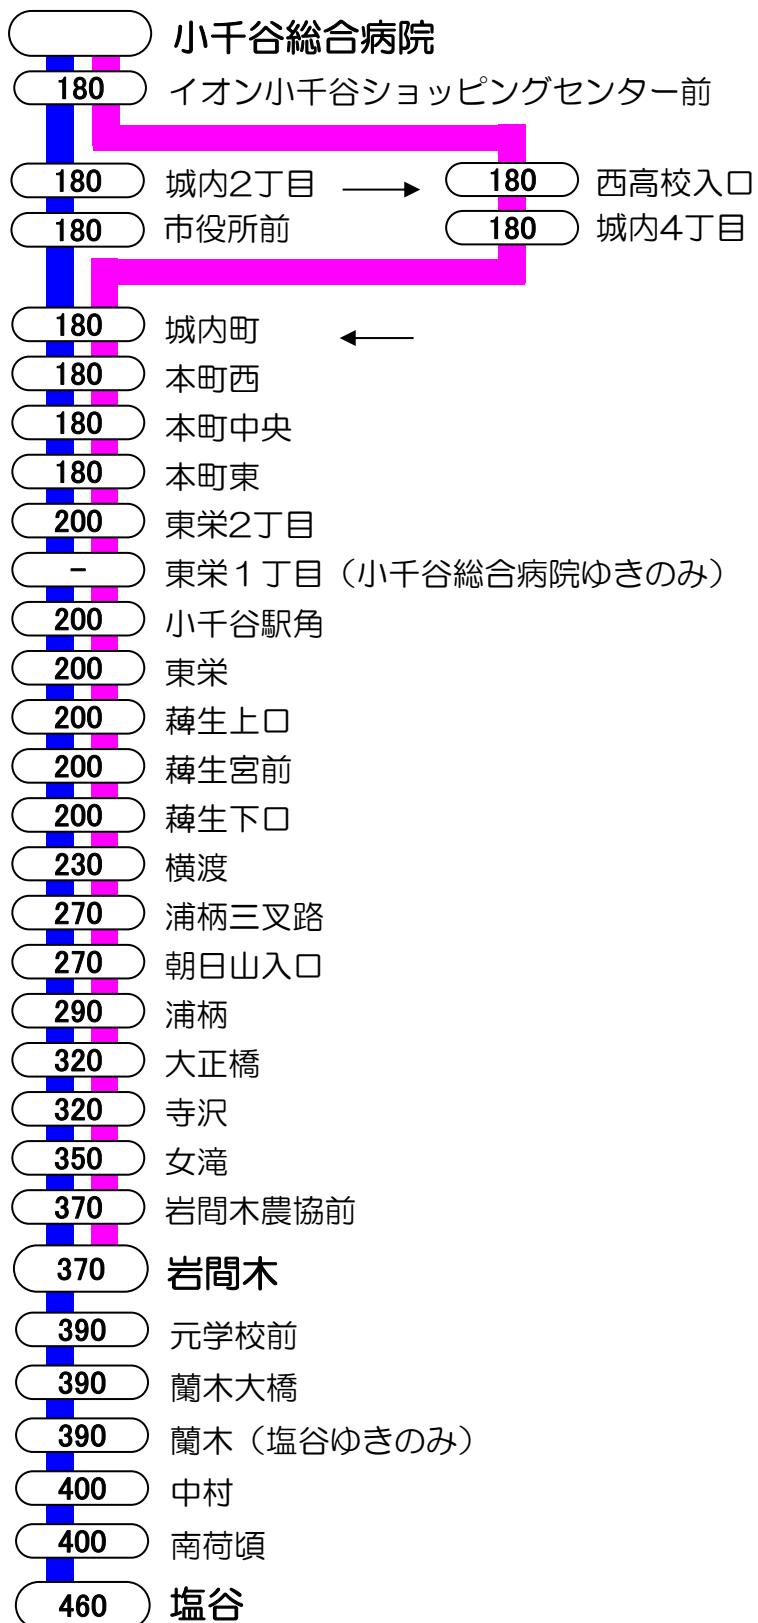 小千谷総合病院
180 イオン小千谷ショッピングセンター前
180 城内2丁目 → 180 西高校入口
180 市役所前 180 城内4丁目
180 城内町 ←
180 本町西
180 本町中央
180 本町東
200 東栄2丁目
- 東栄1丁目（小千谷総合病院ゆきのみ）
200 小千谷駅角
200 東栄
200 薭生上口
200 薭生宮前
200 薭生下口
230 横渡
270 浦柄三叉路
270 朝日山入口
290 浦柄
320 大正橋
320 寺沢
350 女滝
370 岩間木農協前
370 岩間木
390 元学校前
390 蘭木大橋
390 蘭木（塩谷ゆきのみ）
400 中村
400 南荷頃
460 塩谷